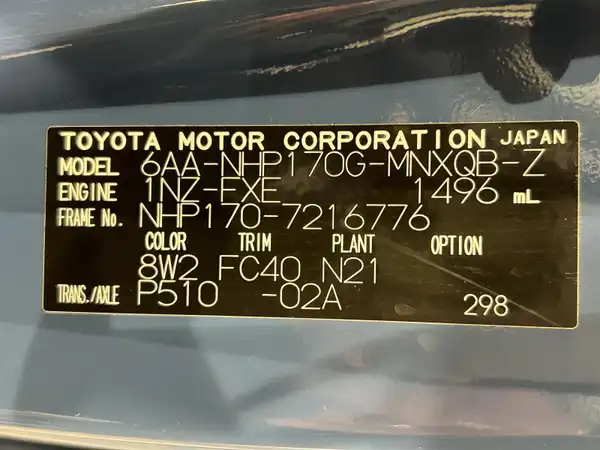 TOYOTA MOTOR CORPORATION JAPAN
MODEL 6AA-NHP170G-MNXQB-Z
ENGINE 1NZ-FXE 1496 mL
FRAME No. NHP170-7216776
COLOR TRIM PLANT OPTION
8W2 FC40 N21
TRANS./AXLE P510 -02A 298